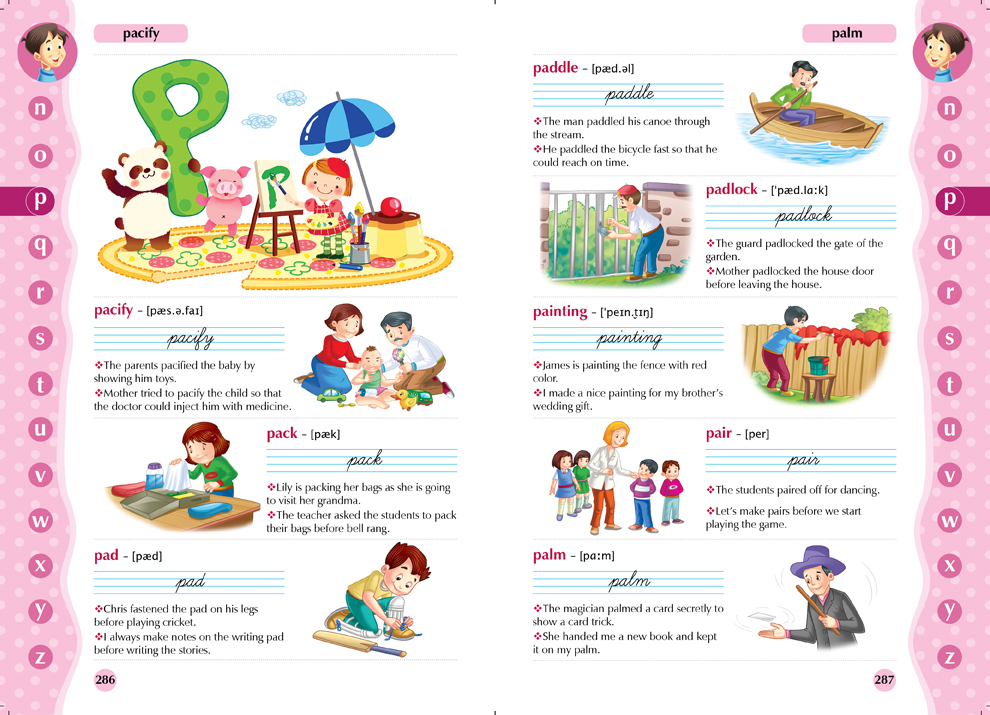 pacify
n
o
p
q
r
s
t
u
v
w
x
y
z
P
P
pacify – [pæs.ə.faɪ]
pacify
❖The parents pacified the baby by
showing him toys.
❖Mother tried to pacify the child so that
the doctor could inject him with medicine.
pack – [pæk]
pack
❖Lily is packing her bags as she is going
to visit her grandma.
❖The teacher asked the students to pack
their bags before bell rang.
pad – [pæd]
pad
❖Chris fastened the pad on his legs
before playing cricket.
❖I always make notes on the writing pad
before writing the stories.
286
palm
paddle – [pæd.əl]
paddle
❖The man paddled his canoe through
the stream.
❖He paddled the bicycle fast so that he
could reach on time.
padlock – ['pæd.lɑːk]
padlock
❖The guard padlocked the gate of the
garden.
❖Mother padlocked the house door
before leaving the house.
painting – ['peɪn.t̬ɪŋ]
painting
❖James is painting the fence with red
color.
❖I made a nice painting for my brother's
wedding gift.
pair – [per]
pair
❖The students paired off for dancing.
❖Let's make pairs before we start
playing the game.
palm – [pɑːm]
palm
❖The magician palmed a card secretly to
show a card trick.
❖She handed me a new book and kept
it on my palm.
287
n
o
p
q
r
s
t
u
v
w
x
y
z